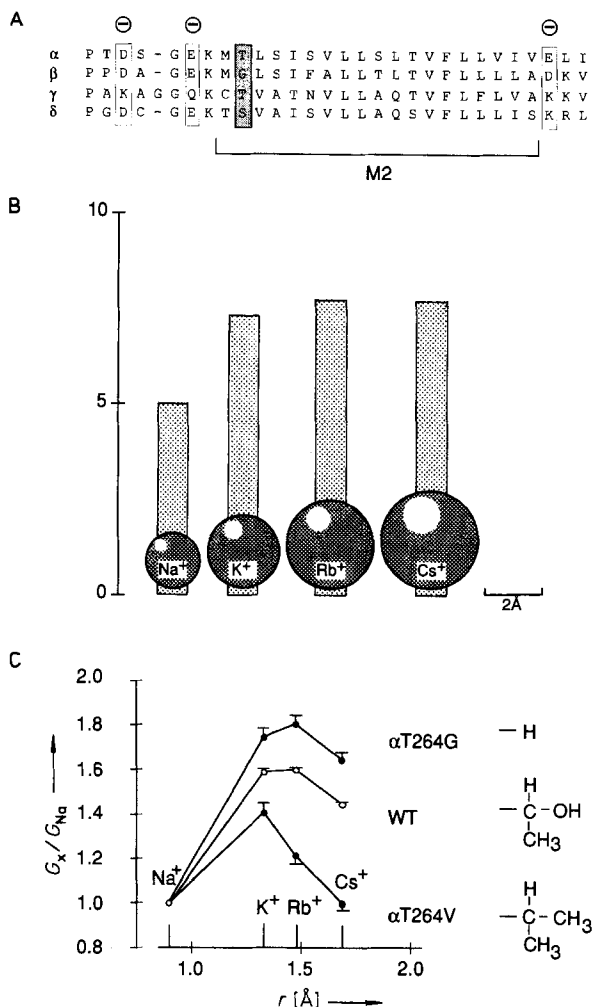 A
⊖ ⊖ ⊖
α P T D S - G E K M T L S I S V L L S L T V F L L V I V E L I
β P P D A - G E K M G L S I F A L L T L T V F L L L L A D K V
γ P A K A G G Q K C T V A T N V L L A Q T V F L F L V A K K V
δ P G D C - G E K T S V A I S V L L A Q S V F L L L I S K R L
M2
B
10
5
0
Na⁺ K⁺ Rb⁺ Cs⁺
2Å
C
2.0
1.8
1.6
1.4
1.2
1.0
0.8
Gₓ/G_Na
Na⁺
K⁺ Rb⁺ Cs⁺
1.0 1.5 2.0
r [Å]
αT264G —H
WT
H
—C—OH
CH₃
αT264V
H
—C—CH₃
CH₃